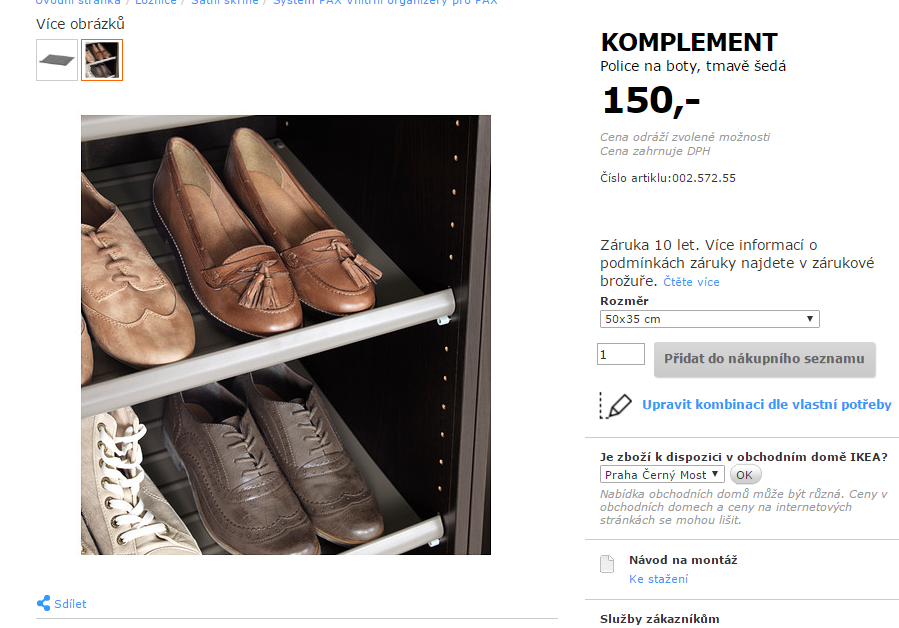 Úvodní stránka / Ložnice / Šatní skříně / Systém PAX Vnitřní organizéry pro PAX
Více obrázků
KOMPLEMENT
Police na boty, tmavě šedá
150,-
Cena odráží zvolené možnosti
Cena zahrnuje DPH
Číslo artiklu:002.572.55
Záruka 10 let. Více informací o
podmínkách záruky najdete v zárukové
brožuře. Čtěte více
Rozměr
50x35 cm
1
Přidat do nákupního seznamu
Upravit kombinaci dle vlastní potřeby
Je zboží k dispozici v obchodním domě IKEA?
Praha Černý Most OK
Nabídka obchodních domů může být různá. Ceny v
obchodních domech a ceny na internetových
stránkách se mohou lišit.
Návod na montáž
Ke stažení
Sdílet
Služby zákazníkům